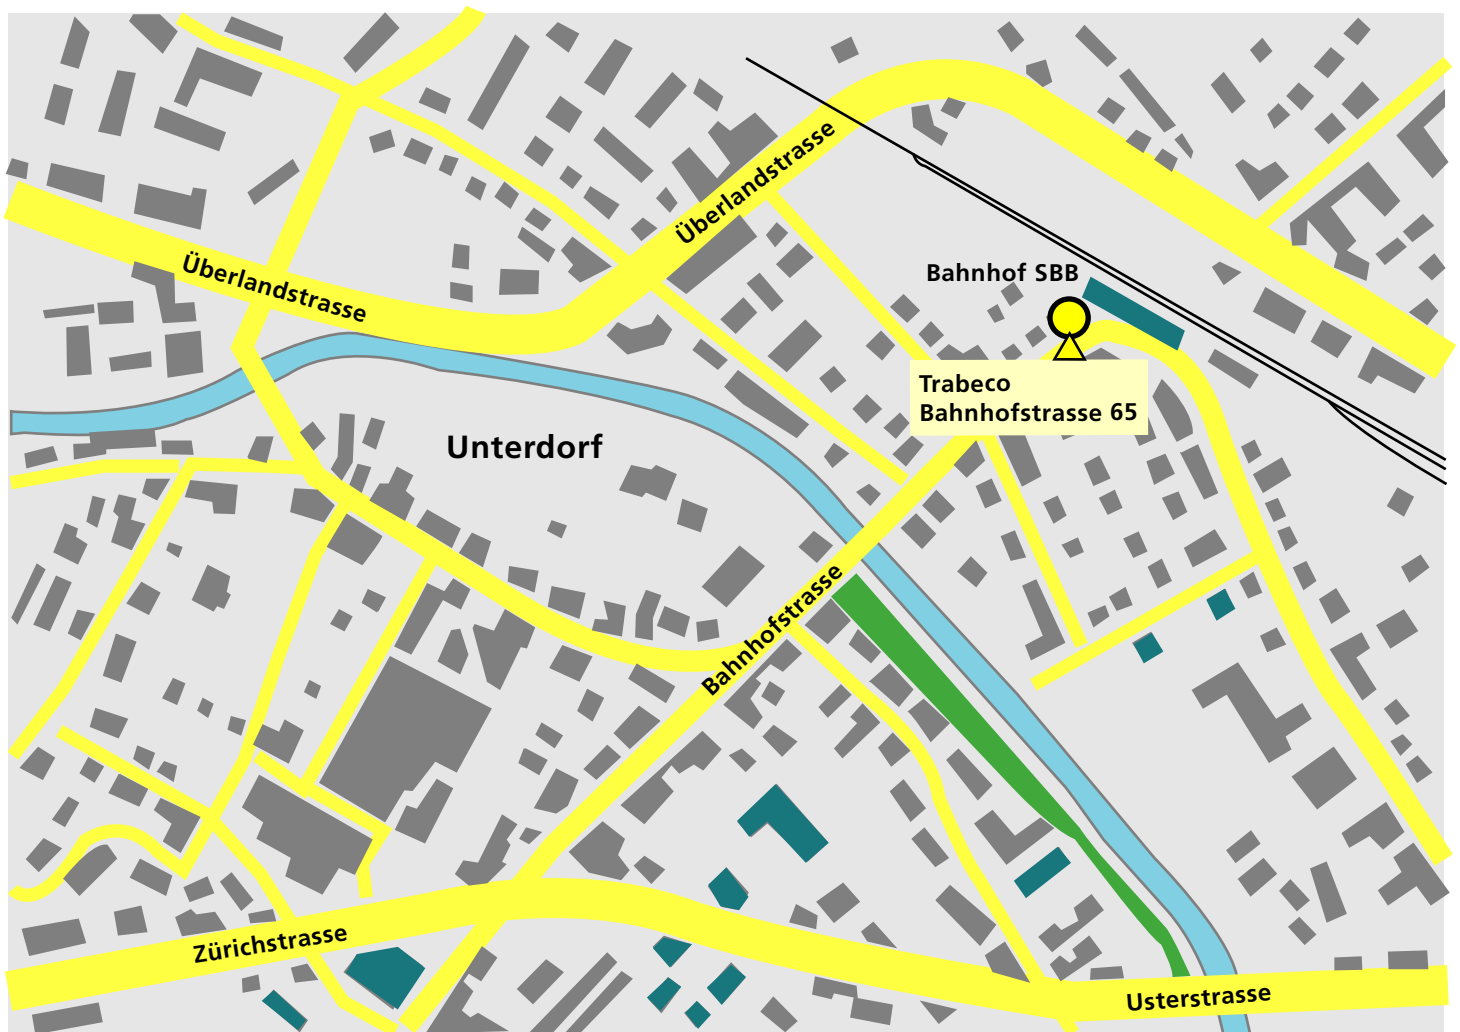 Überlandstrasse
Überlandstrasse
Bahnhof SBB
Trabeco
Bahnhofstrasse 65
Unterdorf
Bahnhofstrasse
Zürichstrasse
Usterstrasse